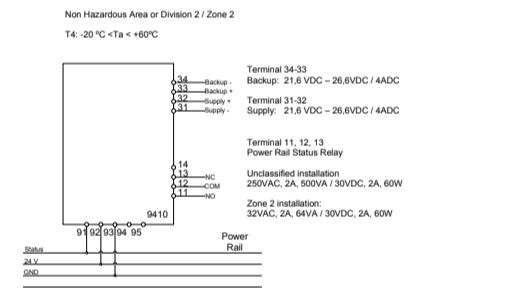 Non Hazardous Area or Division 2 / Zone 2
T4: -20 ºC <Ta < +60ºC
34 Backup -
33 Backup +
32 Supply +
31 Supply -
Terminal 34-33
Backup: 21,6 VDC – 26,6VDC / 4ADC
Terminal 31-32
Supply: 21,6 VDC – 26,6VDC / 4ADC
Terminal 11, 12, 13
Power Rail Status Relay
14
13 NC
12 COM
11 NO
Unclassified installation
250VAC, 2A, 500VA / 30VDC, 2A, 60W
Zone 2 installation:
32VAC, 2A, 64VA / 30VDC, 2A, 60W
9410
91 92 93 94 95
Power
Rail
Status
24 V
GND